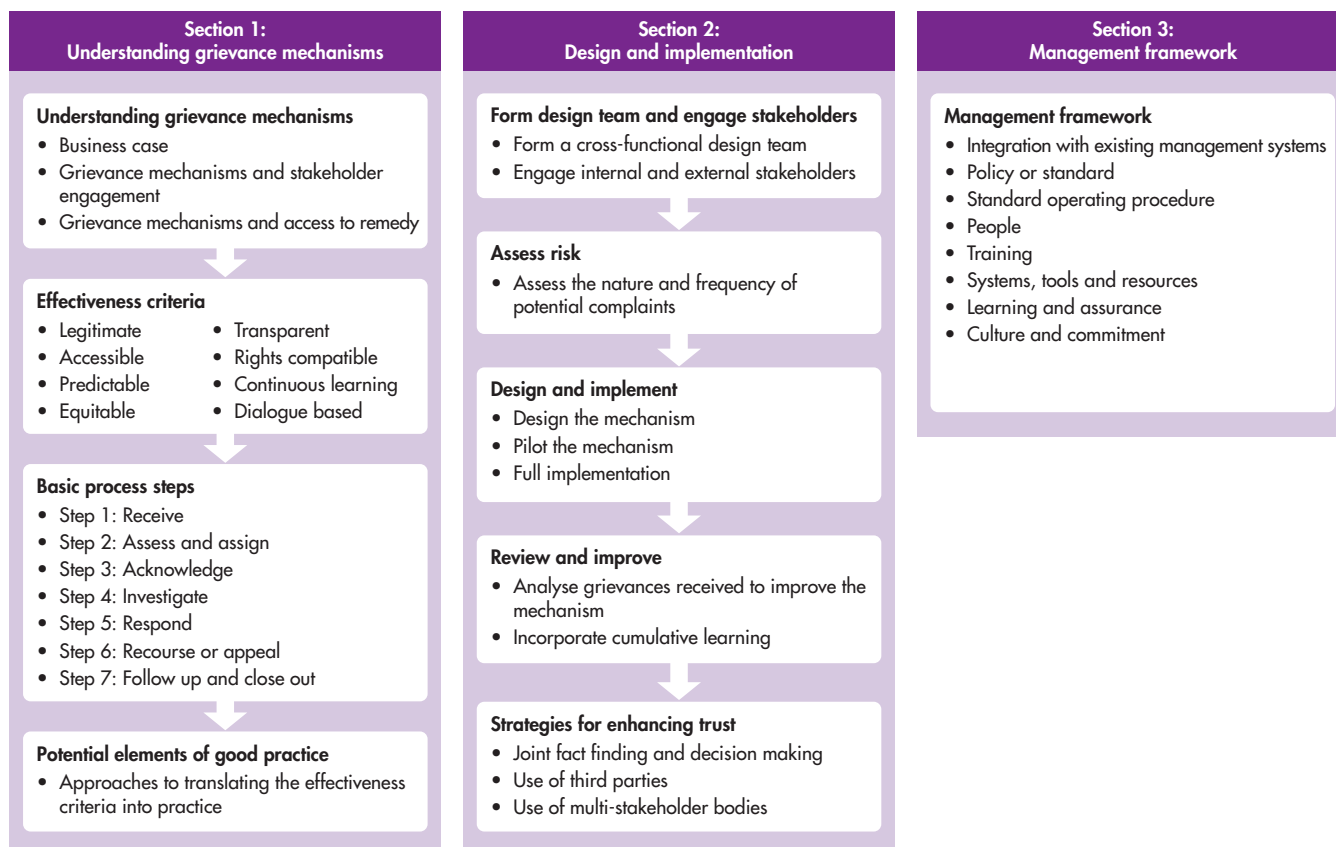 Section 1:
Understanding grievance mechanisms
Understanding grievance mechanisms
• Business case
• Grievance mechanisms and stakeholder
engagement
• Grievance mechanisms and access to remedy
Effectiveness criteria
• Legitimate
• Accessible
• Predictable
• Equitable
• Transparent
• Rights compatible
• Continuous learning
• Dialogue based
Basic process steps
• Step 1: Receive
• Step 2: Assess and assign
• Step 3: Acknowledge
• Step 4: Investigate
• Step 5: Respond
• Step 6: Recourse or appeal
• Step 7: Follow up and close out
Potential elements of good practice
• Approaches to translating the effectiveness
criteria into practice
Section 2:
Design and implementation
Form design team and engage stakeholders
• Form a cross-functional design team
• Engage internal and external stakeholders
Assess risk
• Assess the nature and frequency of
potential complaints
Design and implement
• Design the mechanism
• Pilot the mechanism
• Full implementation
Review and improve
• Analyse grievances received to improve the
mechanism
• Incorporate cumulative learning
Strategies for enhancing trust
• Joint fact finding and decision making
• Use of third parties
• Use of multi-stakeholder bodies
Section 3:
Management framework
Management framework
• Integration with existing management systems
• Policy or standard
• Standard operating procedure
• People
• Training
• Systems, tools and resources
• Learning and assurance
• Culture and commitment